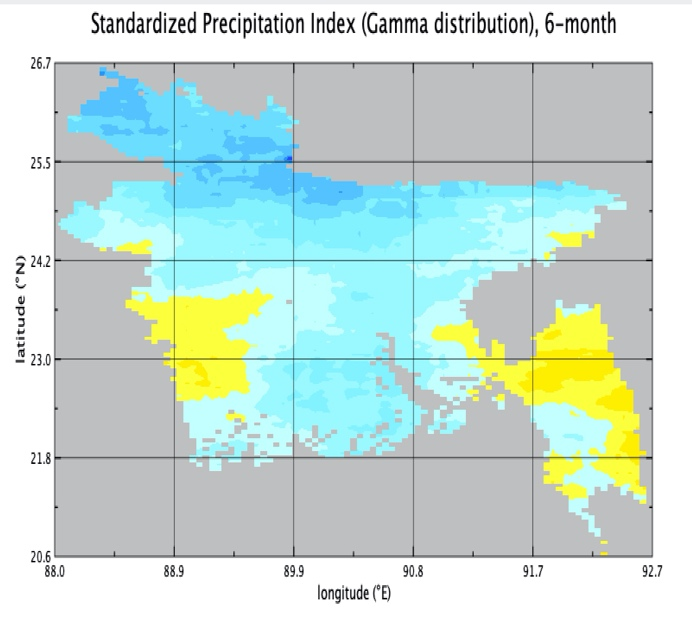 Standardized Precipitation Index (Gamma distribution), 6-month
26.7
25.5
24.2
23.0
21.8
20.6
latitude (°N)
88.0 88.9 89.9 90.8 91.7 92.7
longitude (°E)